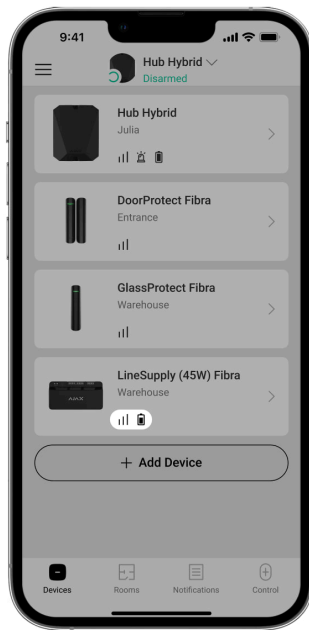 9:41
Hub Hybrid
Disarmed
Hub Hybrid
Julia
DoorProtect Fibra
Entrance
GlassProtect Fibra
Warehouse
LineSupply (45W) Fibra
Warehouse
AJAX
+ Add Device
Devices
Rooms
Notifications
Control